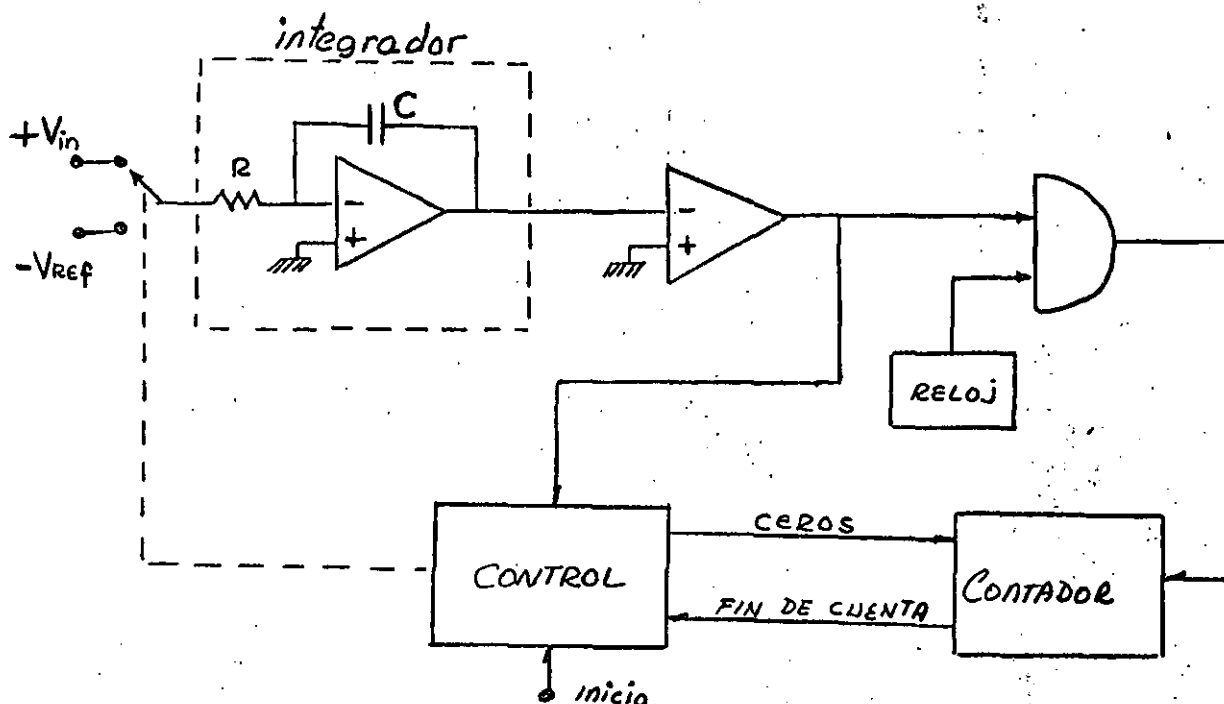 integrador
C
+Vin
R
-
+
-VREF
-
+
RELOJ
CEROS
CONTROL
CONTADOR
FIN DE CUENTA
inicio